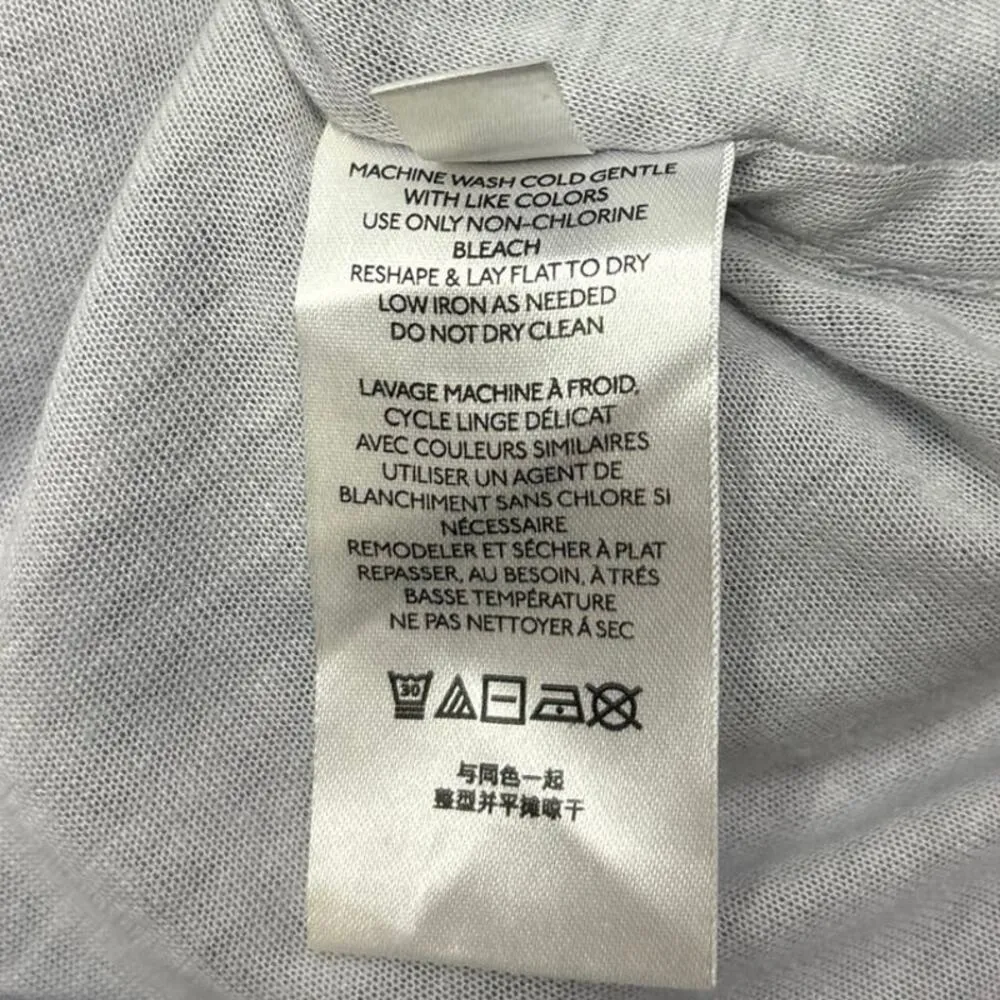 MACHINE WASH COLD GENTLE
WITH LIKE COLORS
USE ONLY NON-CHLORINE
BLEACH
RESHAPE & LAY FLAT TO DRY
LOW IRON AS NEEDED
DO NOT DRY CLEAN
LAVAGE MACHINE À FROID,
CYCLE LINGE DÉLICAT
AVEC COULEURS SIMILAIRES
UTILISER UN AGENT DE
BLANCHIMENT SANS CHLORE SI
NÉCESSAIRE
REMODELER ET SÉCHER À PLAT
REPASSER, AU BESOIN, À TRÉS
BASSE TEMPÉRATURE
NE PAS NETTOYER Á SEC
30
与同色一起
整型并平摊晾干